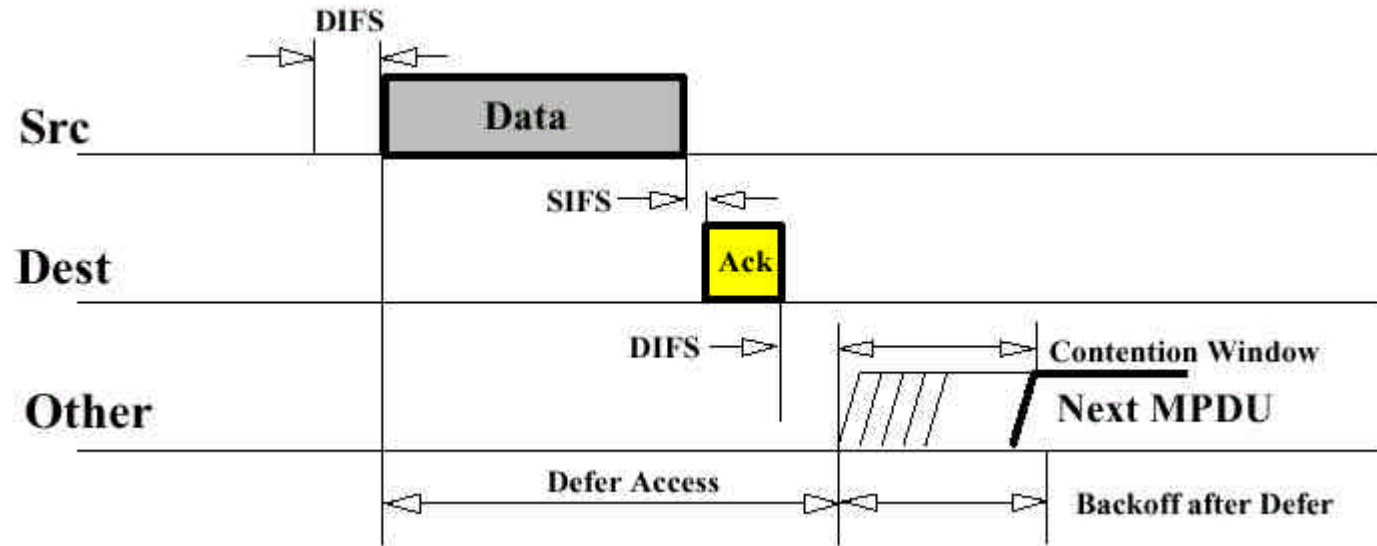 DIFS
Src
Data
SIFS
Dest
Ack
DIFS
Contention Window
Other
Next MPDU
Defer Access
Backoff after Defer